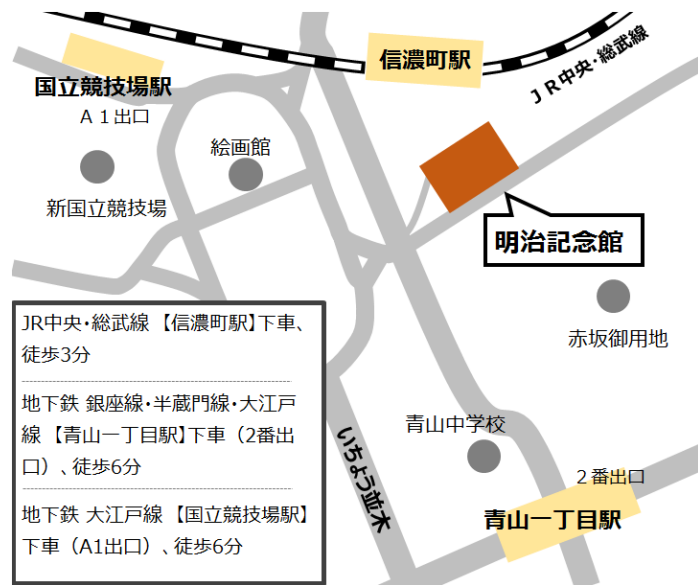 信濃町駅
JR中央・総武線
国立競技場駅
A1出口
絵画館
新国立競技場
明治記念館
赤坂御用地
JR中央・総武線 【信濃町駅】下車、
徒歩3分
地下鉄 銀座線・半蔵門線・大江戸
線 【青山一丁目駅】下車（2番出
口）、徒歩6分
地下鉄 大江戸線 【国立競技場駅】
下車（A1出口）、徒歩6分
いちょう並木
青山中学校
２番出口
青山一丁目駅